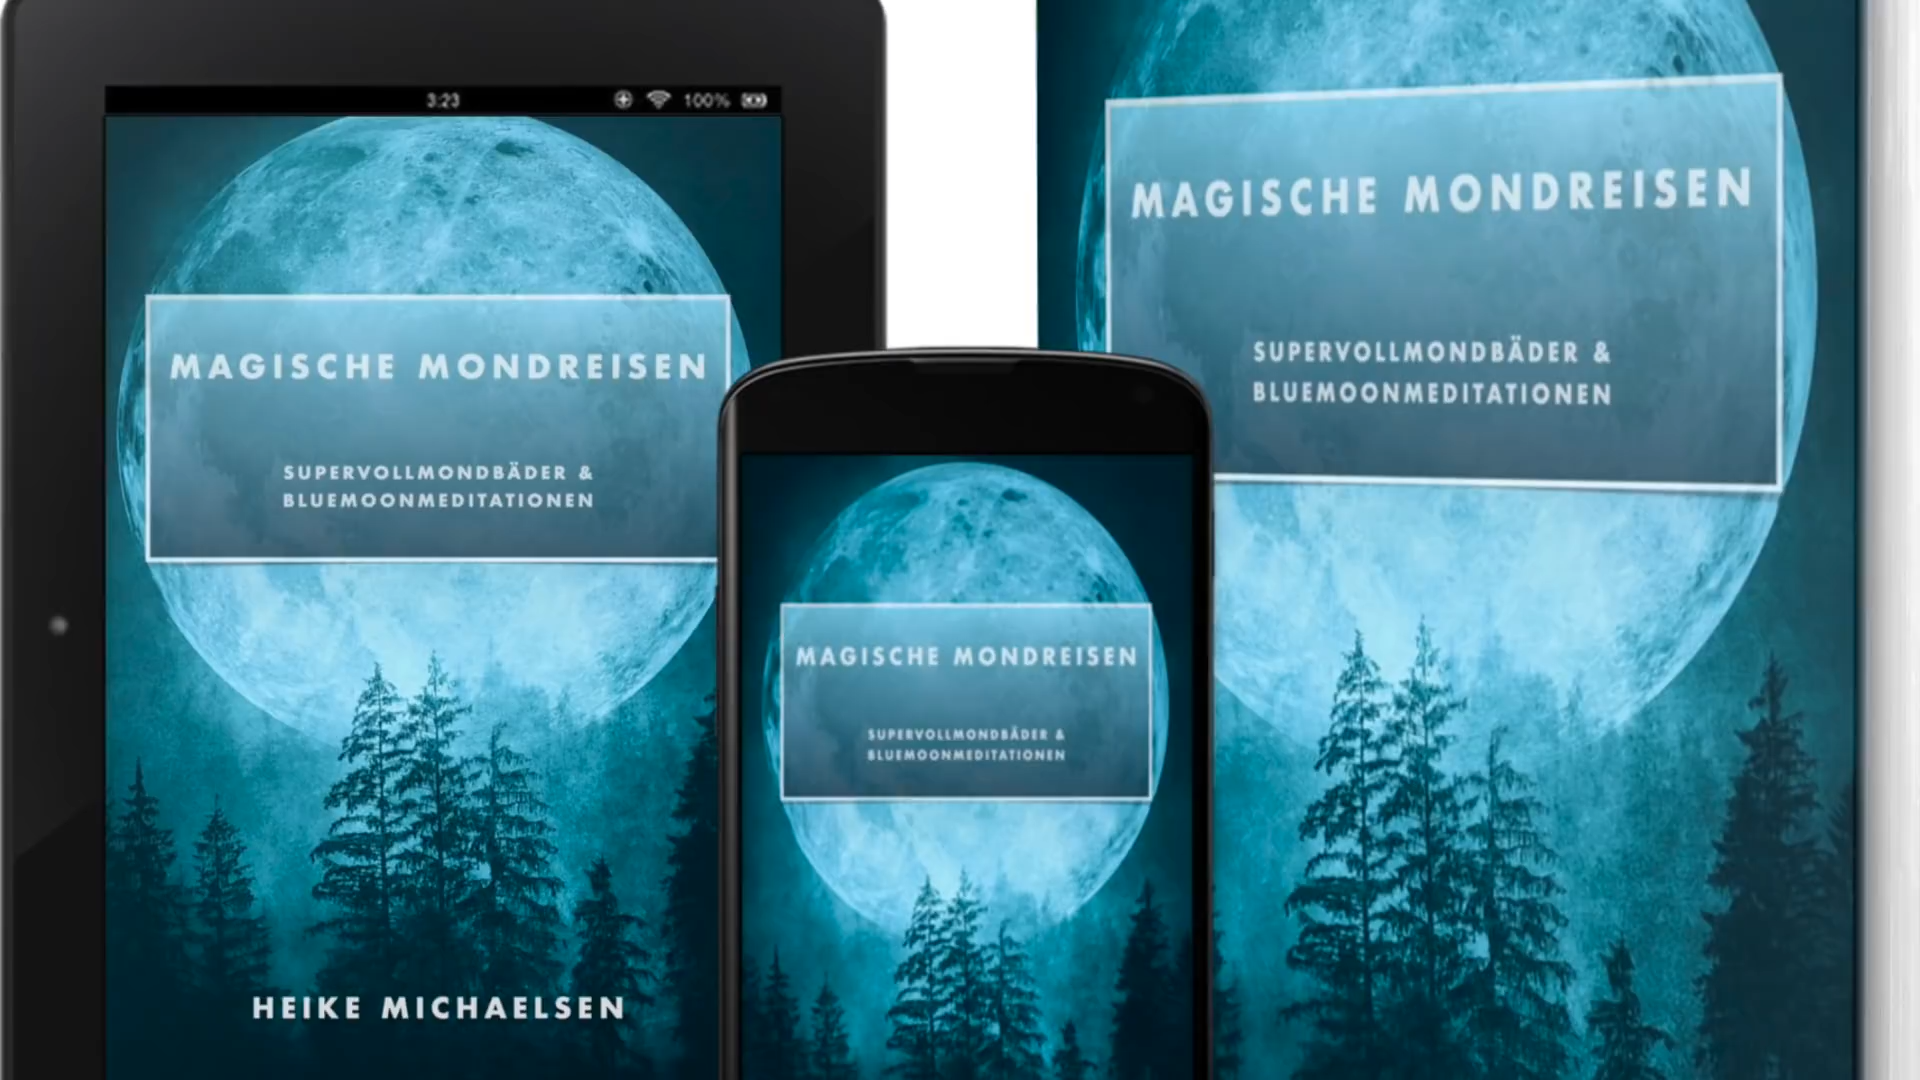 3:23 100%
MAGISCHE MONDREISEN
SUPERVOLLMONDBÄDER &
BLUEMOONMEDITATIONEN
HEIKE MICHAELSEN
MAGISCHE MONDREISEN
SUPERVOLLMONDBÄDER &
BLUEMOONMEDITATIONEN
MAGISCHE MONDREISEN
SUPERVOLLMONDBÄDER &
BLUEMOONMEDITATIONEN